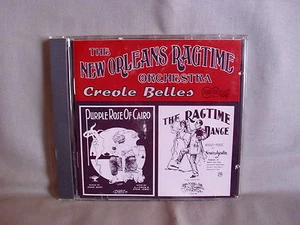 THE
NEW ORLEANS RAGTIME
ORCHESTRA
Creole Belles
PURPLE ROSE OF CAIRO
THE RAGTIME
DANCE